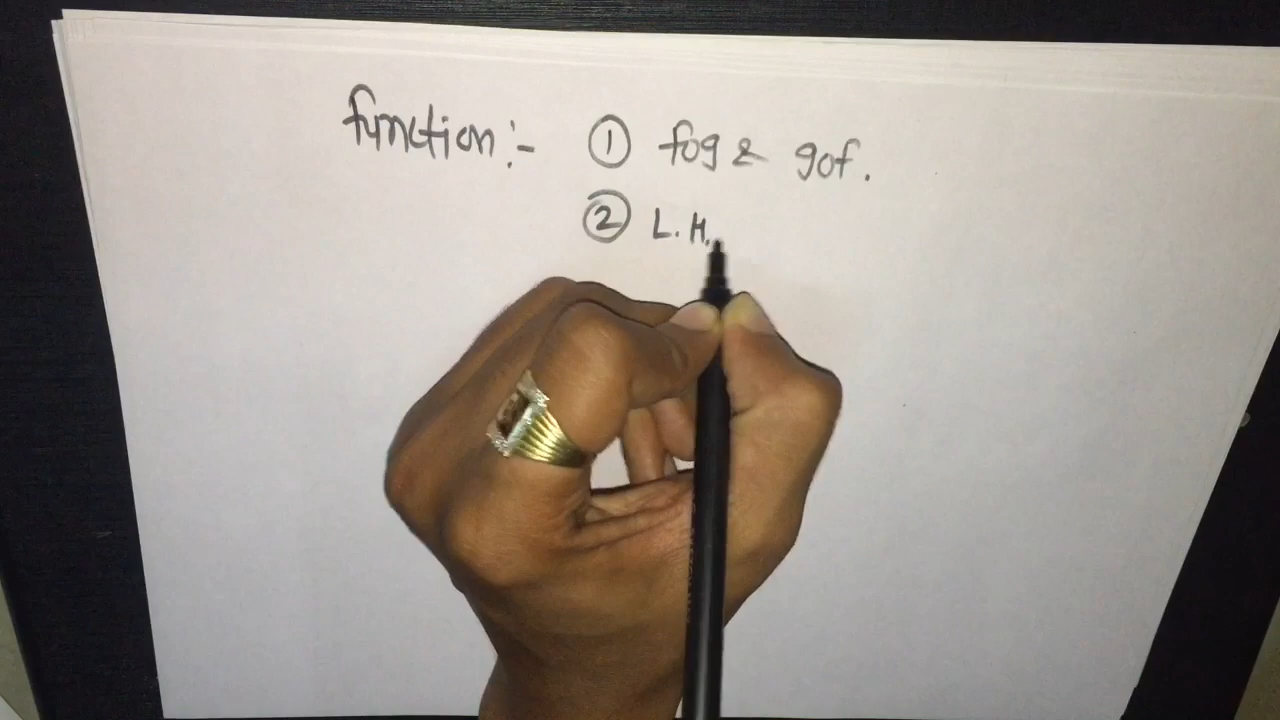 function :- ① fog & gof.
② L.H.